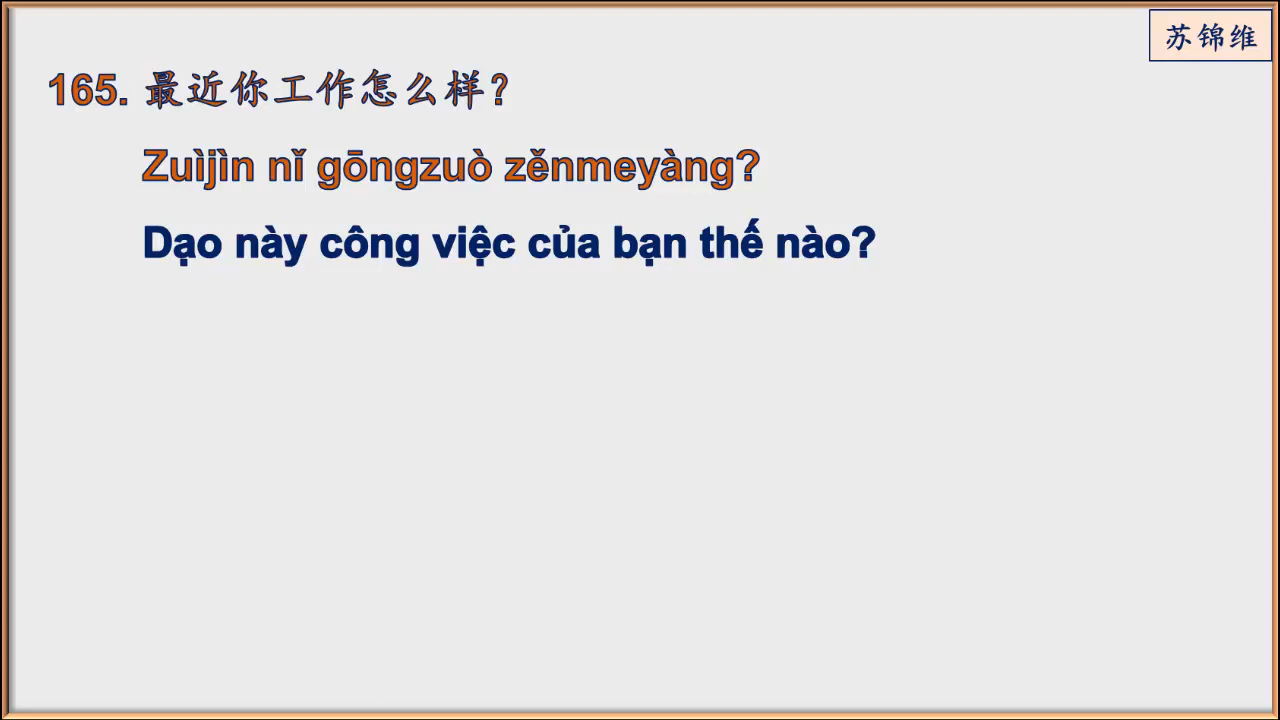 苏锦维
165. 最近你工作怎么样？
Zuìjìn nǐ gōngzuò zěnmeyàng?
Dạo này công việc của bạn thế nào?